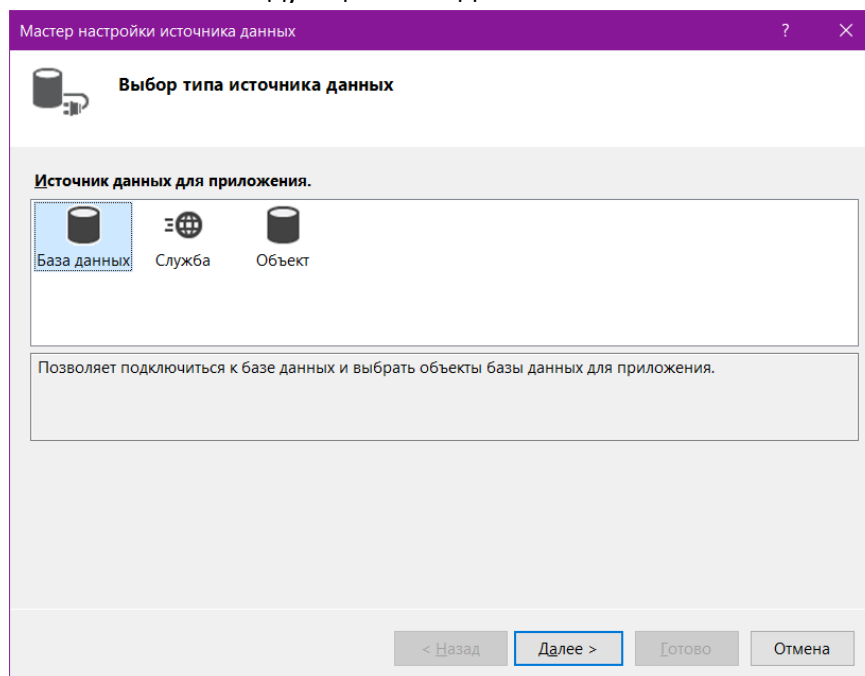 Мастер настройки источника данных ?
Выбор типа источника данных
Источник данных для приложения.
База данных Служба Объект
Позволяет подключиться к базе данных и выбрать объекты базы данных для приложения.
< Назад Далее > Готово Отмена